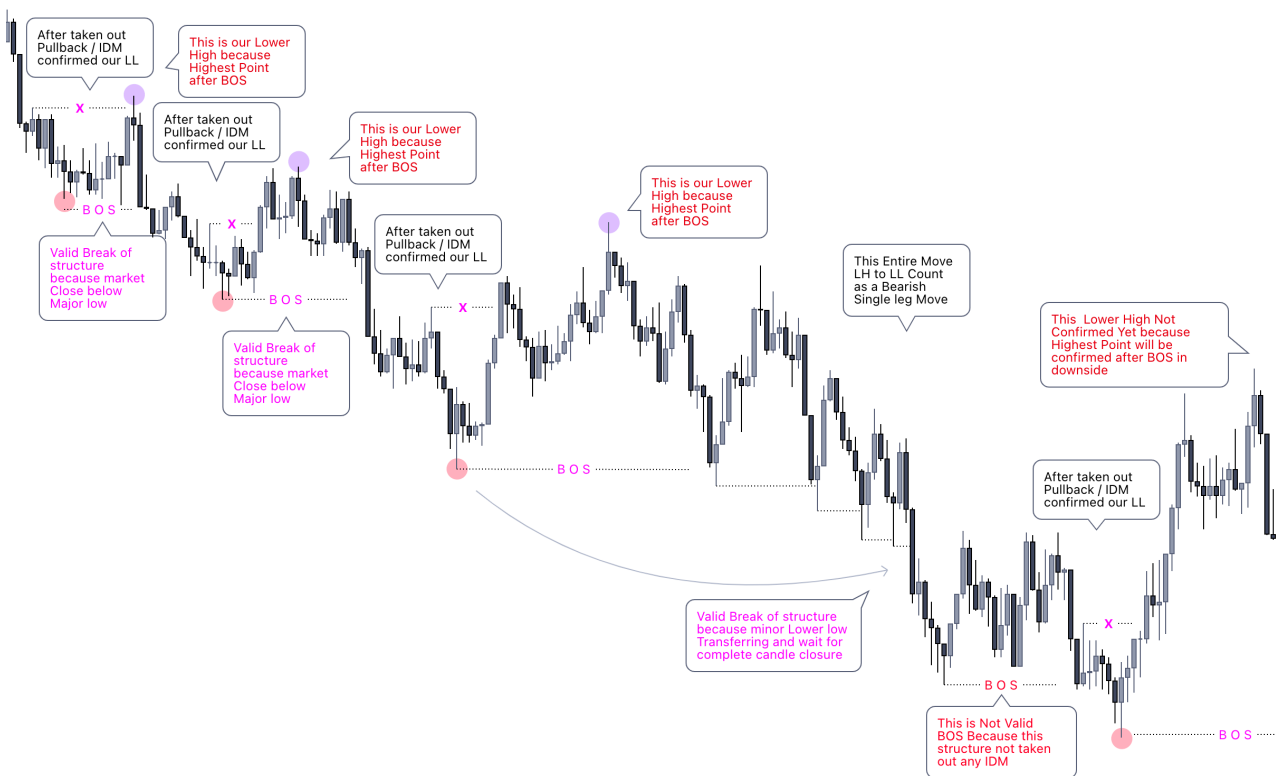 After taken out
Pullback / IDM
confirmed our LL
This is our Lower
High because
Highest Point
after BOS
X
After taken out
Pullback / IDM
confirmed our LL
This is our Lower
High because
Highest Point
after BOS
B O S
X
Valid Break of
structure
because market
Close below
Major low
B O S
Valid Break of
structure
because market
Close below
Major low
After taken out
Pullback / IDM
confirmed our LL
X
This is our Lower
High because
Highest Point
after BOS
B O S
This Entire Move
LH to LL Count
as a Bearish
Single leg Move
This  Lower High Not
Confirmed Yet because
Highest Point will be
confirmed after BOS in
downside
After taken out
Pullback / IDM
confirmed our LL
Valid Break of structure
because minor Lower low
Transferring and wait for
complete candle closure
X
B O S
This is Not Valid
BOS Because this
structure not taken
out any IDM
B O S